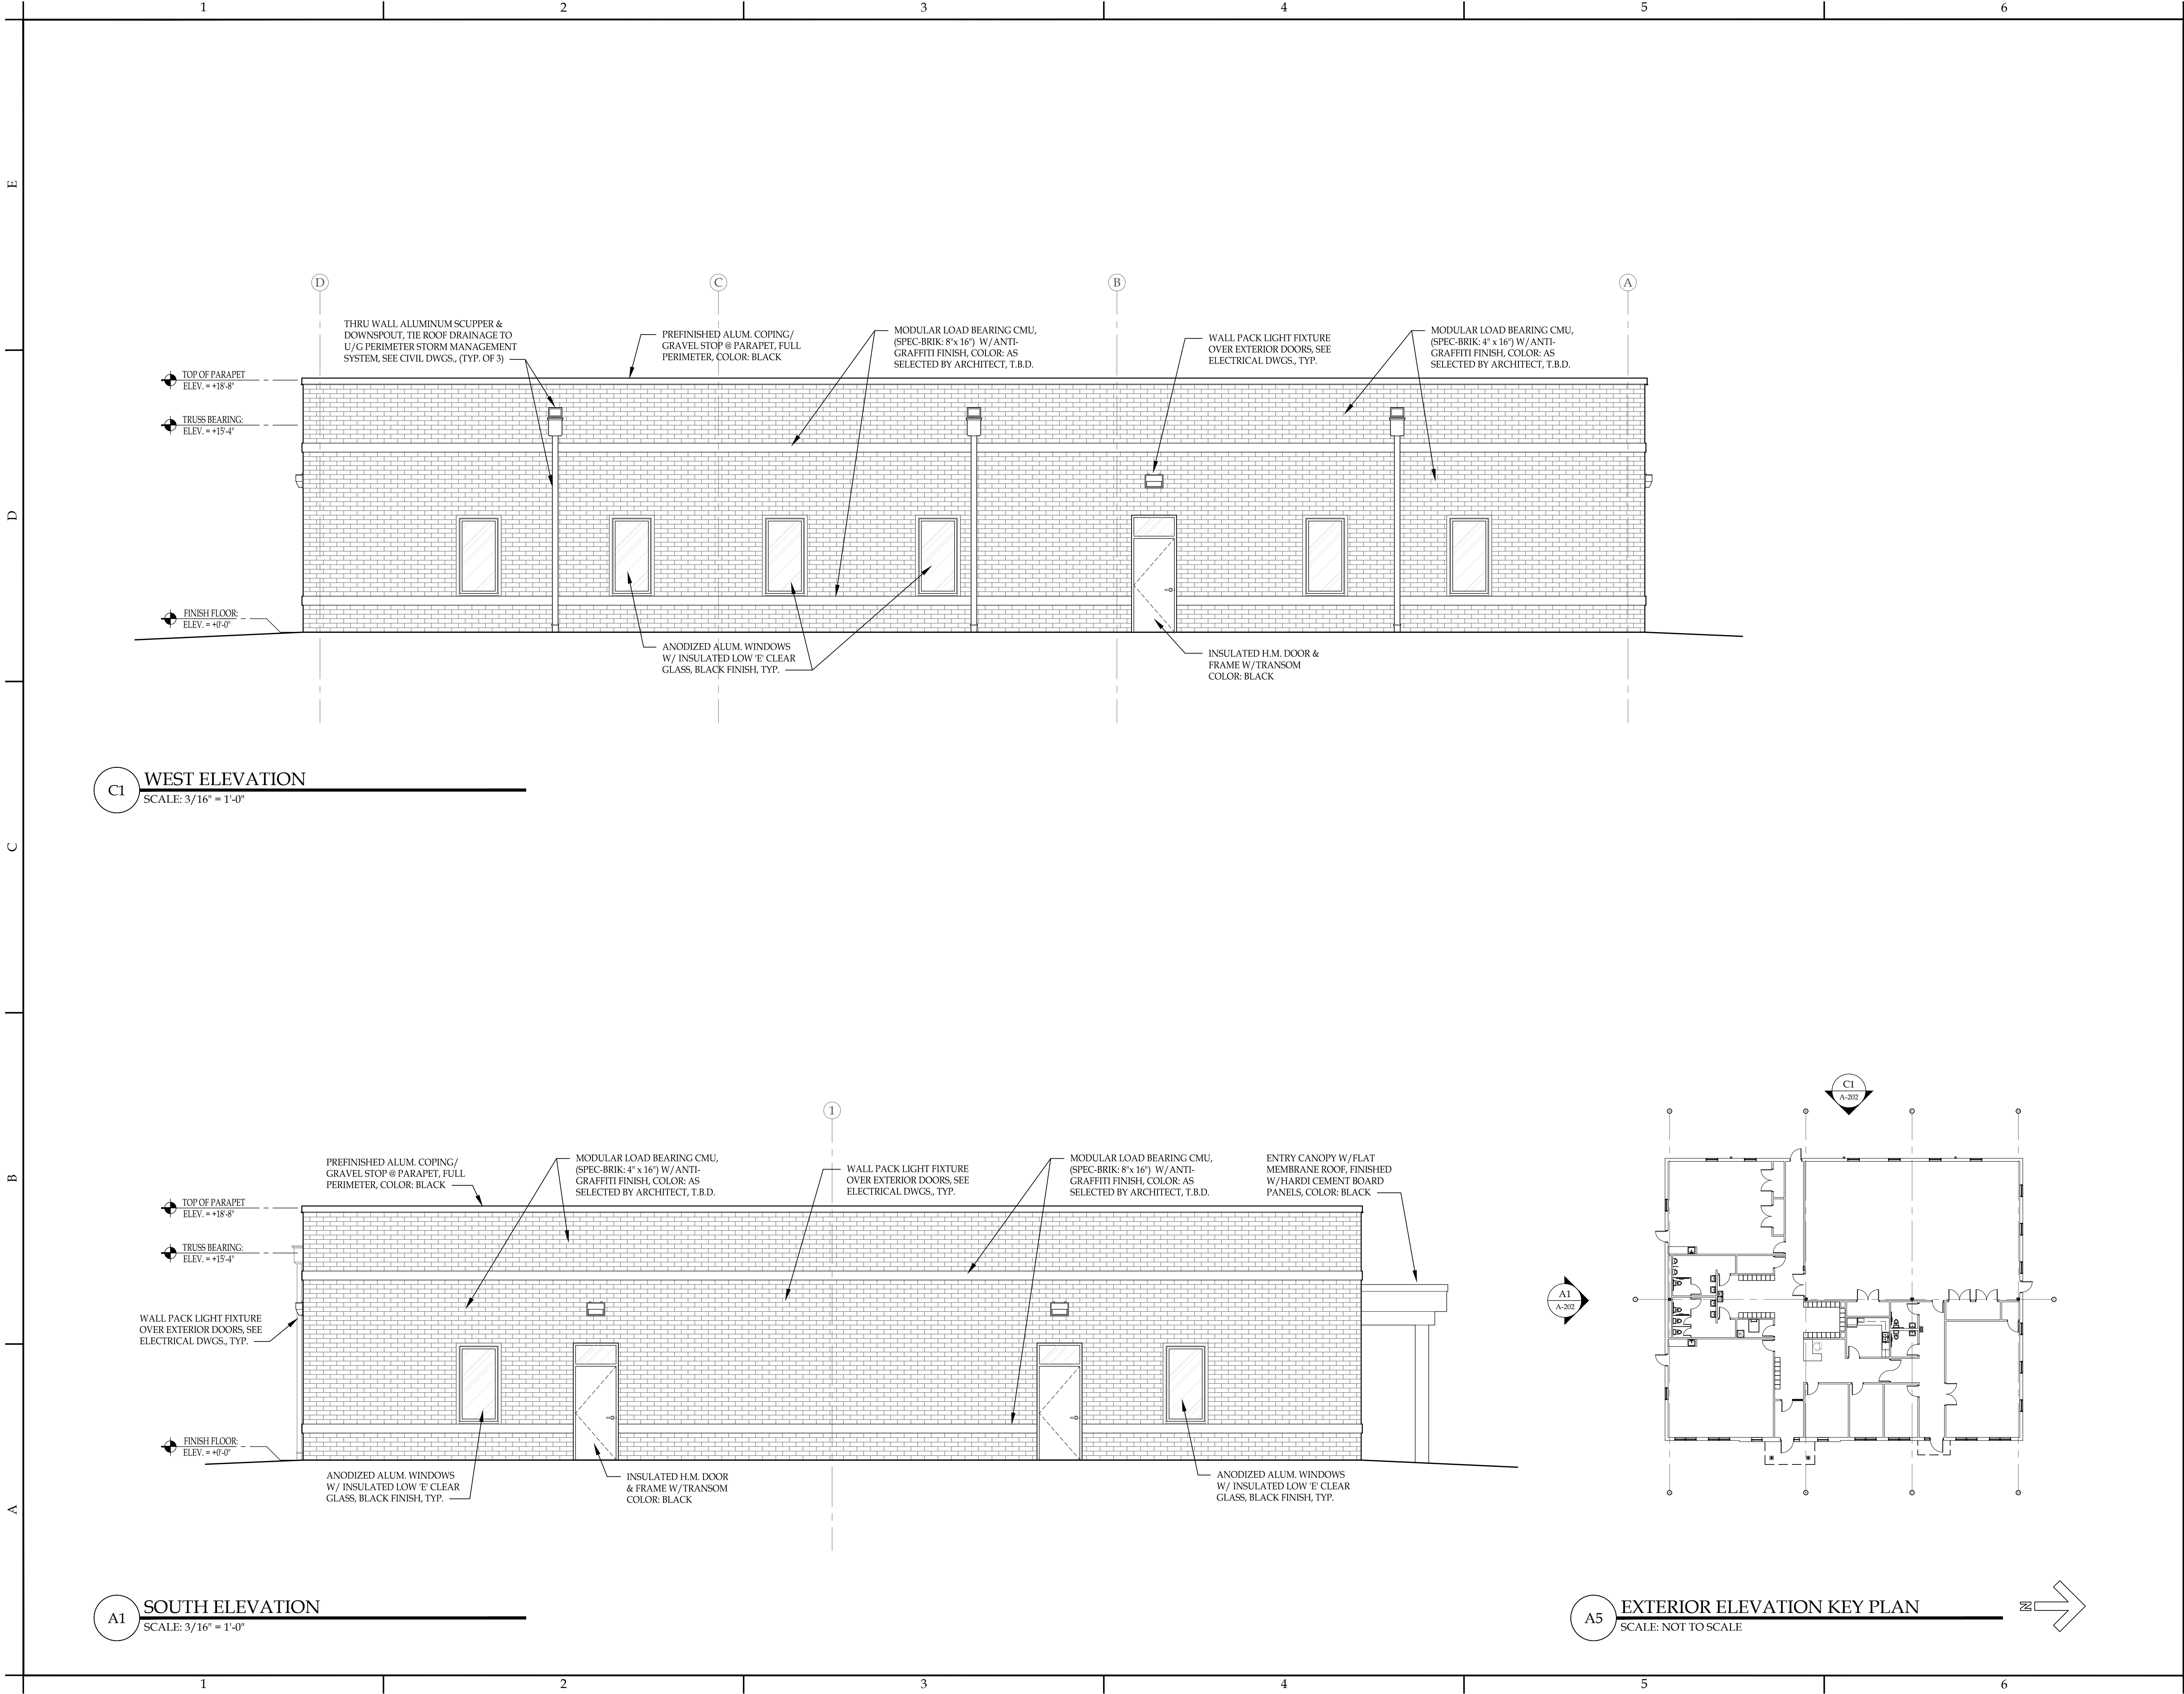 1 2 3 4 5 6
E
D
C
B
A
D C B A
THRU WALL ALUMINUM SCUPPER &
DOWNSPOUT, TIE ROOF DRAINAGE TO
U/G PERIMETER STORM MANAGEMENT
SYSTEM, SEE CIVIL DWGS., (TYP. OF 3)
PREFINISHED ALUM. COPING/
GRAVEL STOP @ PARAPET, FULL
PERIMETER, COLOR: BLACK
MODULAR LOAD BEARING CMU,
(SPEC-BRIK: 8"x 16") W/ANTI-
GRAFFITI FINISH, COLOR: AS
SELECTED BY ARCHITECT, T.B.D.
WALL PACK LIGHT FIXTURE
OVER EXTERIOR DOORS, SEE
ELECTRICAL DWGS., TYP.
MODULAR LOAD BEARING CMU,
(SPEC-BRIK: 4" x 16") W/ANTI-
GRAFFITI FINISH, COLOR: AS
SELECTED BY ARCHITECT, T.B.D.
TOP OF PARAPET
ELEV. = +18'-8"
TRUSS BEARING:
ELEV. = +15'-4"
FINISH FLOOR:
ELEV. = +0'-0"
ANODIZED ALUM. WINDOWS
W/ INSULATED LOW 'E' CLEAR
GLASS, BLACK FINISH, TYP.
INSULATED H.M. DOOR &
FRAME W/TRANSOM
COLOR: BLACK
C1
WEST ELEVATION
SCALE: 3/16" = 1'-0"
1
PREFINISHED ALUM. COPING/
GRAVEL STOP @ PARAPET, FULL
PERIMETER, COLOR: BLACK
MODULAR LOAD BEARING CMU,
(SPEC-BRIK: 4" x 16") W/ANTI-
GRAFFITI FINISH, COLOR: AS
SELECTED BY ARCHITECT, T.B.D.
WALL PACK LIGHT FIXTURE
OVER EXTERIOR DOORS, SEE
ELECTRICAL DWGS., TYP.
MODULAR LOAD BEARING CMU,
(SPEC-BRIK: 8"x 16") W/ANTI-
GRAFFITI FINISH, COLOR: AS
SELECTED BY ARCHITECT, T.B.D.
ENTRY CANOPY W/FLAT
MEMBRANE ROOF, FINISHED
W/HARDI CEMENT BOARD
PANELS, COLOR: BLACK
TOP OF PARAPET
ELEV. = +18'-8"
TRUSS BEARING:
ELEV. = +15'-4"
WALL PACK LIGHT FIXTURE
OVER EXTERIOR DOORS, SEE
ELECTRICAL DWGS., TYP.
FINISH FLOOR:
ELEV. = +0'-0"
ANODIZED ALUM. WINDOWS
W/ INSULATED LOW 'E' CLEAR
GLASS, BLACK FINISH, TYP.
INSULATED H.M. DOOR
& FRAME W/TRANSOM
COLOR: BLACK
ANODIZED ALUM. WINDOWS
W/ INSULATED LOW 'E' CLEAR
GLASS, BLACK FINISH, TYP.
A1
SOUTH ELEVATION
SCALE: 3/16" = 1'-0"
C1
A-202
A1
A-202
A5
EXTERIOR ELEVATION KEY PLAN
SCALE: NOT TO SCALE
N
1 2 3 4 5 6